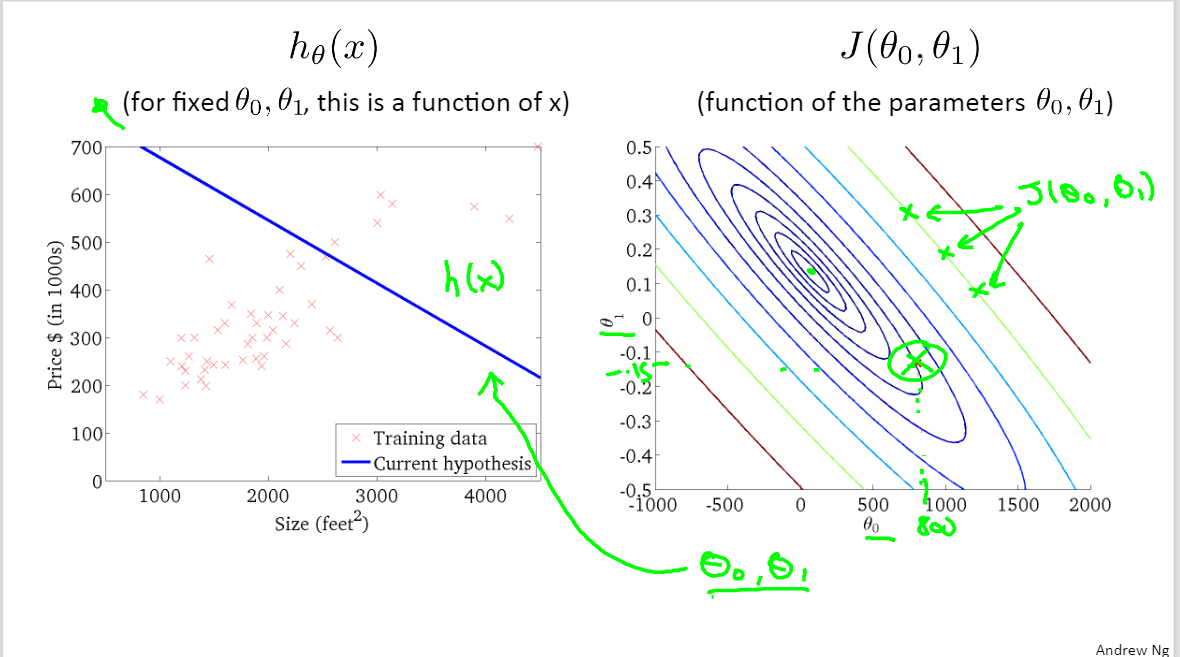 h_θ(x)
(for fixed θ₀, θ₁, this is a function of x)
700
600
500
400
300
200
100
0
Price $ (in 1000s)
h(x)
Training data
Current hypothesis
1000 2000 3000 4000
Size (feet²)
J(θ₀, θ₁)
(function of the parameters θ₀, θ₁)
0.5
0.4
0.3
0.2
0.1
0
-0.1
-0.2
-0.3
-0.4
-0.5
θ₁
-.15
J(θ₀, θ₁)
-1000 -500 0 500 1000 1500 2000
θ₀
800
θ₀, θ₁
Andrew Ng